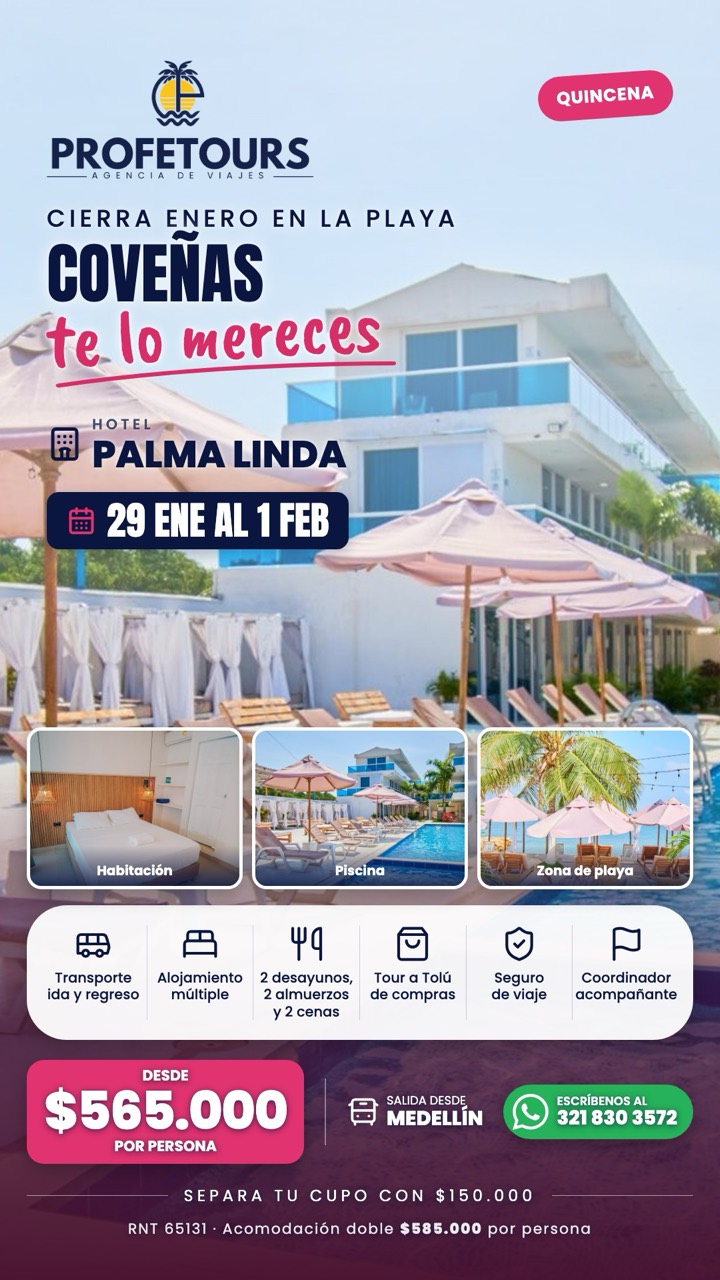 PROFETOURS
AGENCIA DE VIAJES
QUINCENA
CIERRA ENERO EN LA PLAYA
COVEÑAS
te lo mereces
HOTEL
PALMA LINDA
29 ENE AL 1 FEB
Habitación
Piscina
Zona de playa
Transporte
ida y regreso
Alojamiento
múltiple
2 desayunos,
2 almuerzos
y 2 cenas
Tour a Tolú
de compras
Seguro
de viaje
Coordinador
acompañante
DESDE
$565.000
POR PERSONA
SALIDA DESDE
MEDELLÍN
ESCRÍBENOS AL
321 830 3572
SEPARA TU CUPO CON $150.000
RNT 65131 · Acomodación doble $585.000 por persona